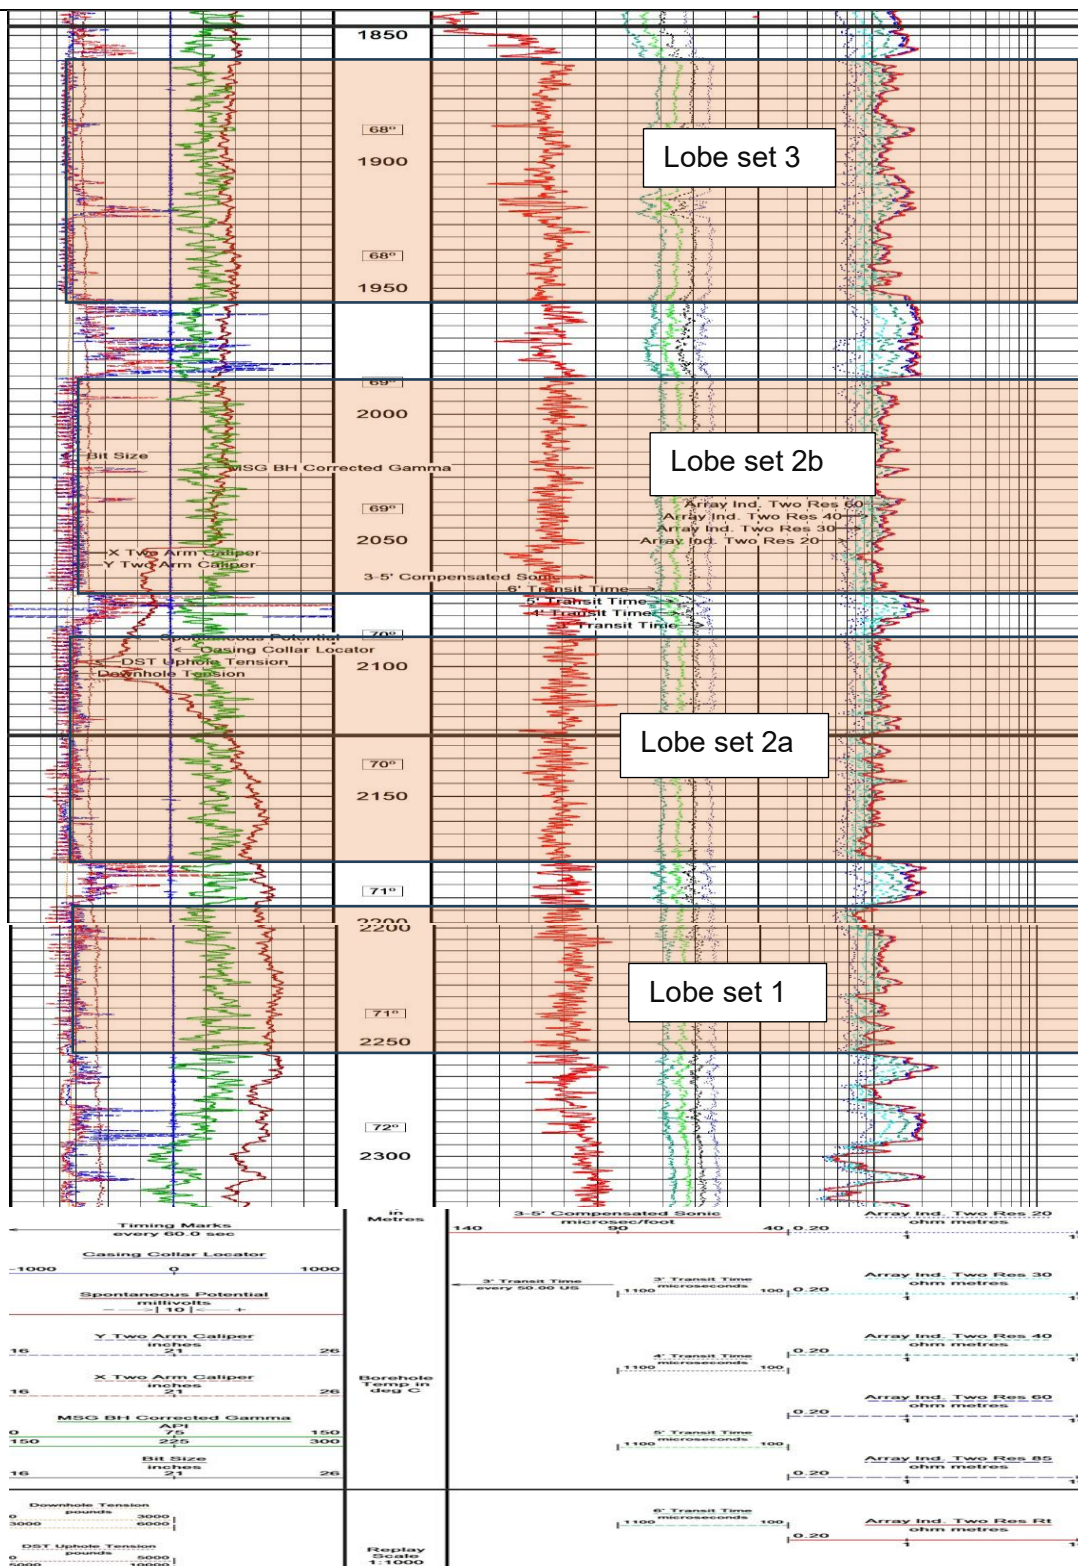 1850
68°
Lobe set 3
1900
68°
1950
69°
2000
Bit Size
MSG BH Corrected Gamma
Lobe set 2b
69°
Array Ind. Two Res 60
Array Ind. Two Res 40
Array Ind. Two Res 30
2050
Array Ind. Two Res 20
X Two Arm Caliper
Y Two Arm Caliper
3-5' Compensated Sonic
6' Transit Time
5' Transit Time
4' Transit Time
Transit Time
70°
Spontaneous Potential
Casing Collar Locator
2100
DST Uphole Tension
Downhole Tension
Lobe set 2a
70°
2150
71°
2200
2200
Lobe set 1
71°
2250
72°
2300
in
Metres
Timing Marks
every 60.0 sec
Casing Collar Locator
-1000 0 1000
Spontaneous Potential
millivolts
- --->| 10 |<--- +
Y Two Arm Caliper
inches
16 21 26
X Two Arm Caliper
inches
16 21 26
MSG BH Corrected Gamma
API
0 75 150
150 225 300
Bit Size
inches
16 21 26
Downhole Tension
pounds
0 3000
3000 6000
DST Uphole Tension
pounds
0 5000
5000 10000
Borehole
Temp in
deg C
Replay
Scale
1:1000
3-5' Compensated Sonic
microsec/foot
140 90 40
3' Transit Time
every 50.00 US
3' Transit Time
microseconds
1100 100
4' Transit Time
microseconds
1100 100
5' Transit Time
microseconds
1100 100
6' Transit Time
microseconds
1100 100
Array Ind. Two Res 20
ohm metres
0.20 1
Array Ind. Two Res 30
ohm metres
0.20 1
Array Ind. Two Res 40
ohm metres
0.20 1
Array Ind. Two Res 60
ohm metres
0.20 1
Array Ind. Two Res 85
ohm metres
0.20 1
Array Ind. Two Res Rt
ohm metres
0.20 1